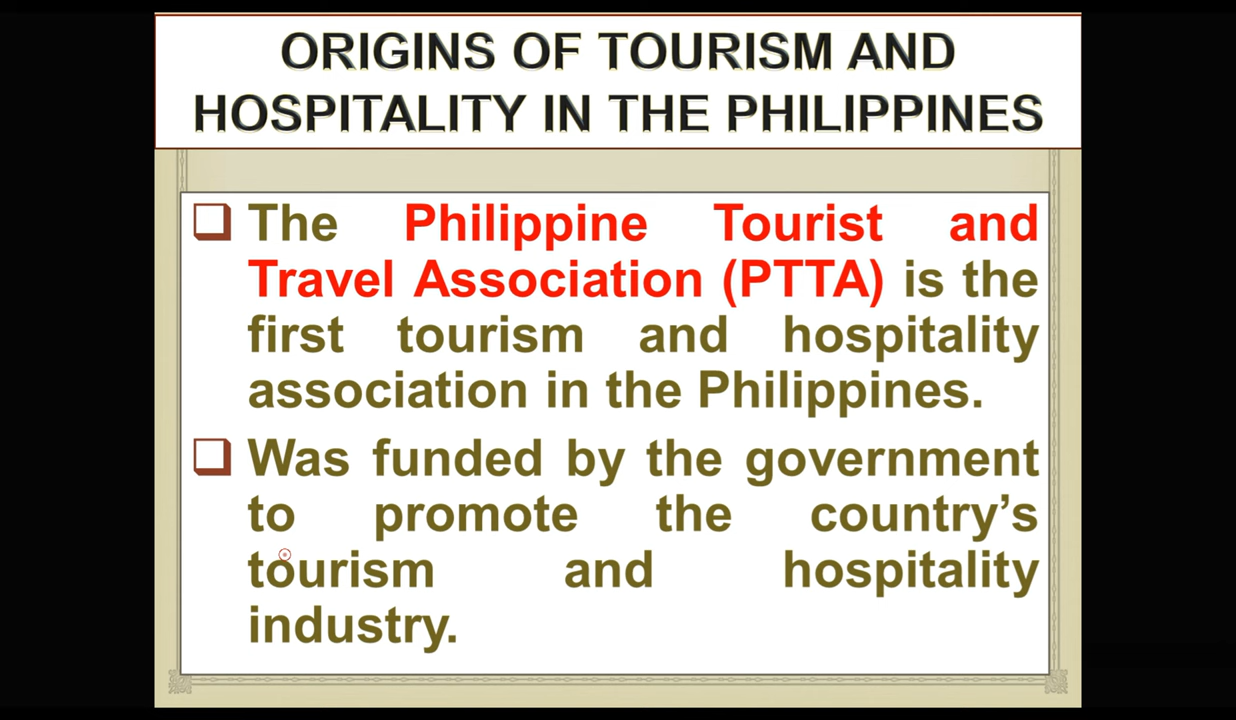 ORIGINS OF TOURISM AND
HOSPITALITY IN THE PHILIPPINES
The Philippine Tourist and
Travel Association (PTTA) is the
first tourism and hospitality
association in the Philippines.
Was funded by the government
to promote the country’s
tourism and hospitality
industry.